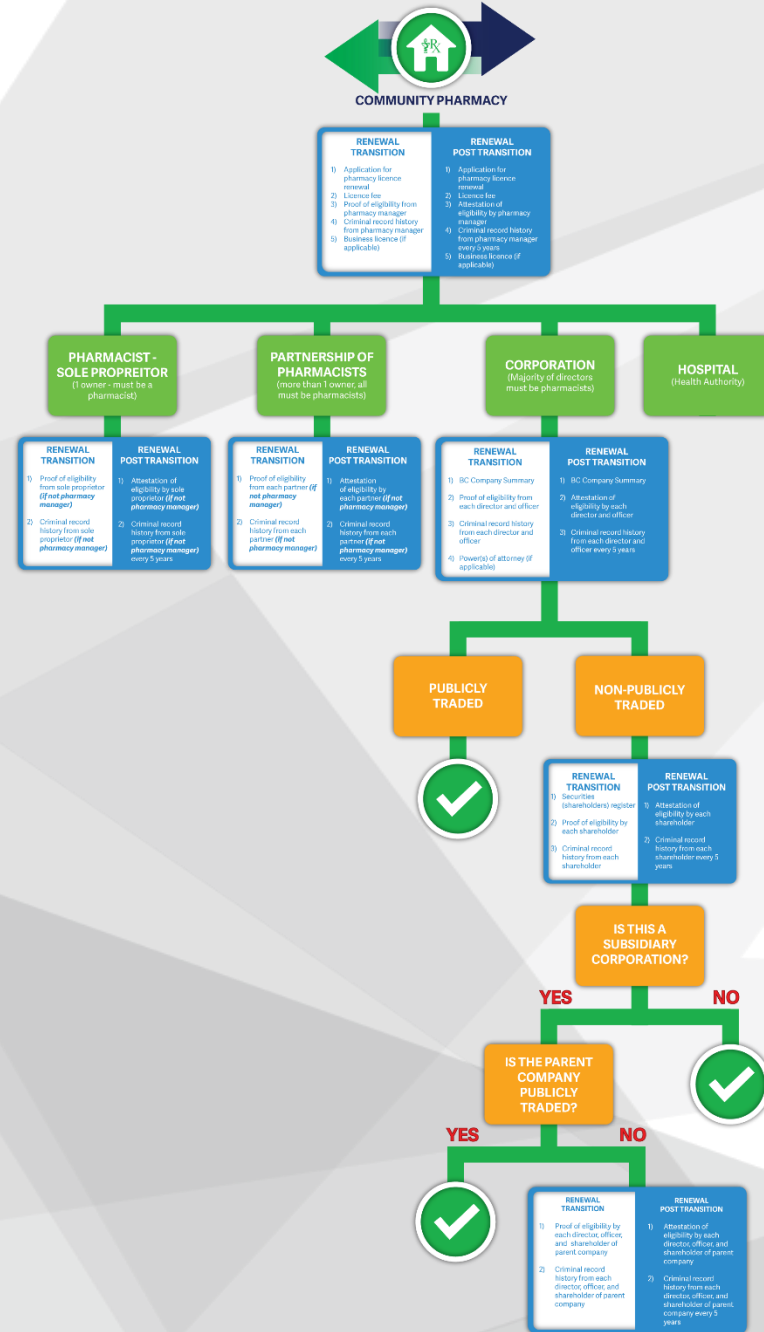 Rx
COMMUNITY PHARMACY
RENEWAL
TRANSITION
1) Application for
pharmacy licence
renewal
2) Licence fee
3) Proof of eligibility from
pharmacy manager
4) Criminal record history
from pharmacy manager
5) Business licence (if
applicable)
RENEWAL
POST TRANSITION
1) Application for
pharmacy licence
renewal
2) Licence fee
3) Attestation of
eligibility by pharmacy
manager
4) Criminal record history
from pharmacy manager
every 5 years
5) Business licence (if
applicable)
PHARMACIST -
SOLE PROPREITOR
(1 owner - must be a
pharmacist)
PARTNERSHIP OF
PHARMACISTS
(more than 1 owner, all
must be pharmacists)
CORPORATION
(Majority of directors
must be pharmacists)
HOSPITAL
(Health Authority)
RENEWAL
TRANSITION
1) Proof of eligibility
from sole proprietor
(if not pharmacy
manager)
2) Criminal record
history from sole
proprietor (if not
pharmacy manager)
RENEWAL
POST TRANSITION
1) Attestation of
eligibility by sole
proprietor (if not
pharmacy manager)
2) Criminal record
history from sole
proprietor (if not
pharmacy manager)
every 5 years
RENEWAL
TRANSITION
1) Proof of eligibility
from each partner (if
not pharmacy
manager)
2) Criminal record
history from each
partner (if not
pharmacy manager)
RENEWAL
POST TRANSITION
1) Attestation
of eligibility by
each partner (if not
pharmacy manager)
2) Criminal record
history from each
partner (if not
pharmacy manager)
every 5 years
RENEWAL
TRANSITION
1) BC Company Summary
2) Proof of eligibility from
each director and officer
3) Criminal record history
from each director and
officer
4) Power(s) of attorney (if
applicable)
RENEWAL
POST TRANSITION
1) BC Company Summary
2) Attestation of
eligibility by each
director and officer
3) Criminal record history
from each director and
officer every 5 years
PUBLICLY
TRADED
NON-PUBLICLY
TRADED
RENEWAL
TRANSITION
1) Securities
(shareholders) register
2) Proof of eligibility by
each shareholder
3) Criminal record
history from each
shareholder
RENEWAL
POST TRANSITION
1) Attestation of
eligibility by each
shareholder
2) Criminal record
history from each
shareholder every 5
years
IS THIS A
SUBSIDIARY
CORPORATION?
YES
NO
IS THE PARENT
COMPANY
PUBLICLY
TRADED?
YES
NO
RENEWAL
TRANSITION
1) Proof of eligibility by
each director, officer,
and shareholder of
parent company
2) Criminal record
history from each
director, officer, and
shareholder of parent
company
RENEWAL
POST TRANSITION
1) Attestation of
eligibility by each
director, officer, and
shareholder of parent
company
2) Criminal record
history from each
director, officer, and
shareholder of parent
company every 5
years